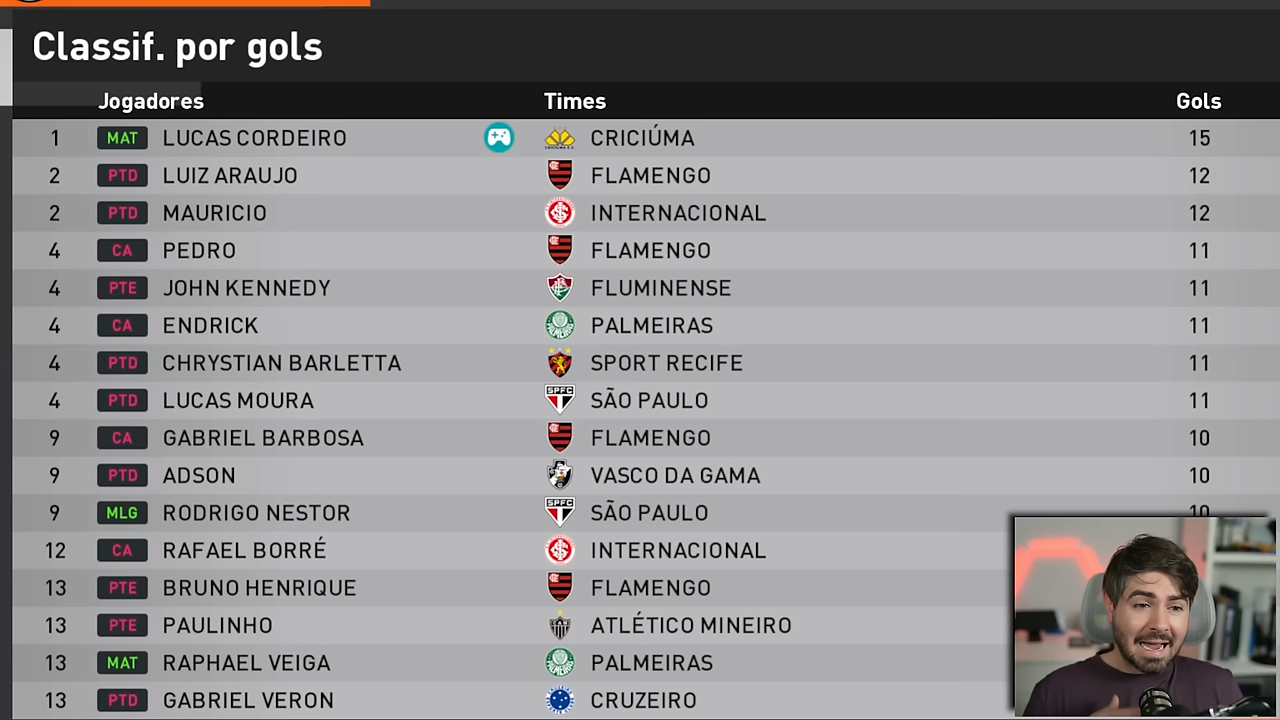 Classif. por gols
Jogadores Times Gols
1 MAT LUCAS CORDEIRO CRICIÚMA 15
2 PTD LUIZ ARAUJO FLAMENGO 12
2 PTD MAURICIO INTERNACIONAL 12
4 CA PEDRO FLAMENGO 11
4 PTE JOHN KENNEDY FLUMINENSE 11
4 CA ENDRICK PALMEIRAS 11
4 PTD CHRYSTIAN BARLETTA SPORT RECIFE 11
4 PTD LUCAS MOURA SÃO PAULO 11
9 CA GABRIEL BARBOSA FLAMENGO 10
9 PTD ADSON VASCO DA GAMA 10
9 MLG RODRIGO NESTOR SÃO PAULO 10
12 CA RAFAEL BORRÉ INTERNACIONAL
13 PTE BRUNO HENRIQUE FLAMENGO
13 PTE PAULINHO ATLÉTICO MINEIRO
13 MAT RAPHAEL VEIGA PALMEIRAS
13 PTD GABRIEL VERON CRUZEIRO